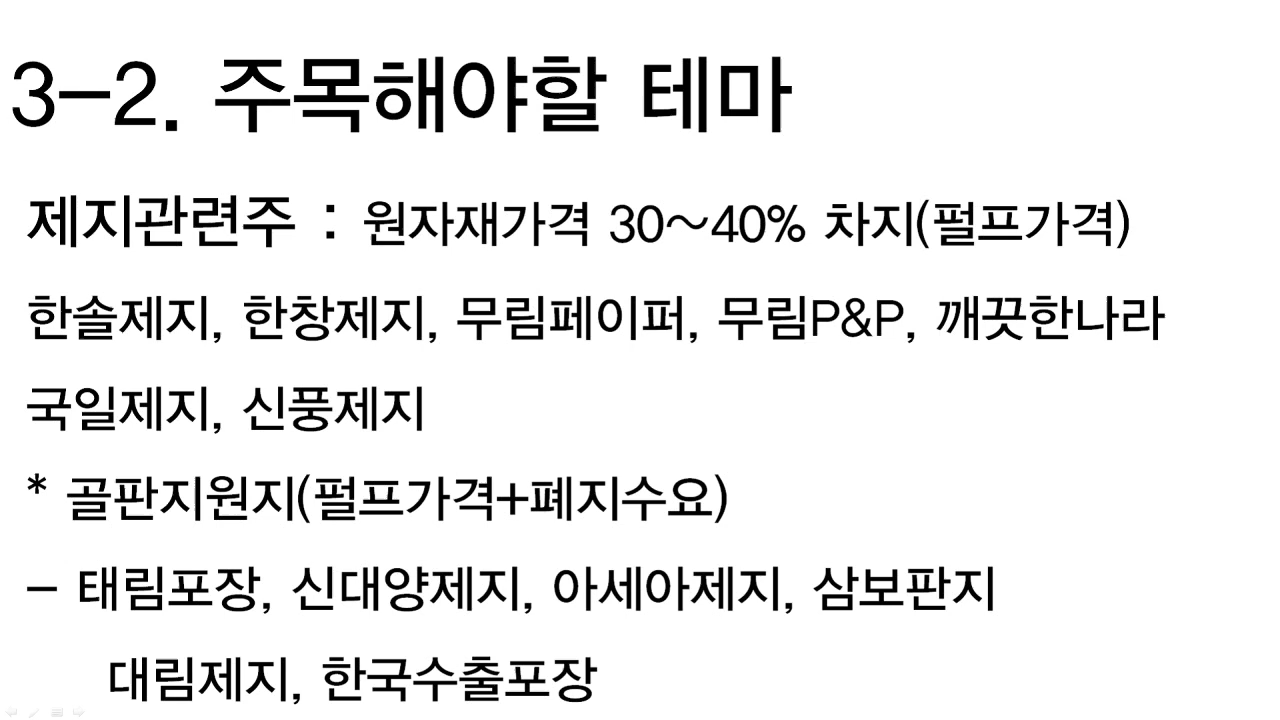 3-2. 주목해야할 테마
제지관련주 : 원자재가격 30~40% 차지(펄프가격)
한솔제지, 한창제지, 무림페이퍼, 무림P&P, 깨끗한나라
국일제지, 신풍제지
* 골판지원지(펄프가격+폐지수요)
- 태림포장, 신대양제지, 아세아제지, 삼보판지
대림제지, 한국수출포장